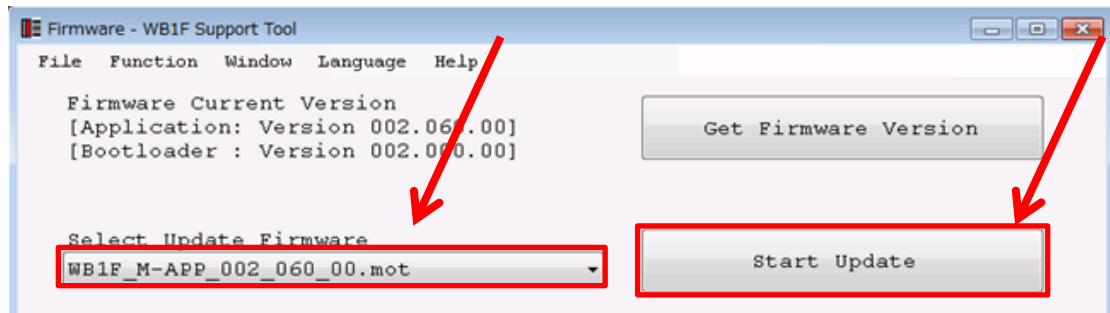 Firmware - WB1F Support Tool
File Function Window Language Help
Firmware Current Version
[Application: Version 002.060.00]
[Bootloader : Version 002.000.00]
Get Firmware Version
Select Update Firmware
WB1F_M-APP_002_060_00.mot
Start Update